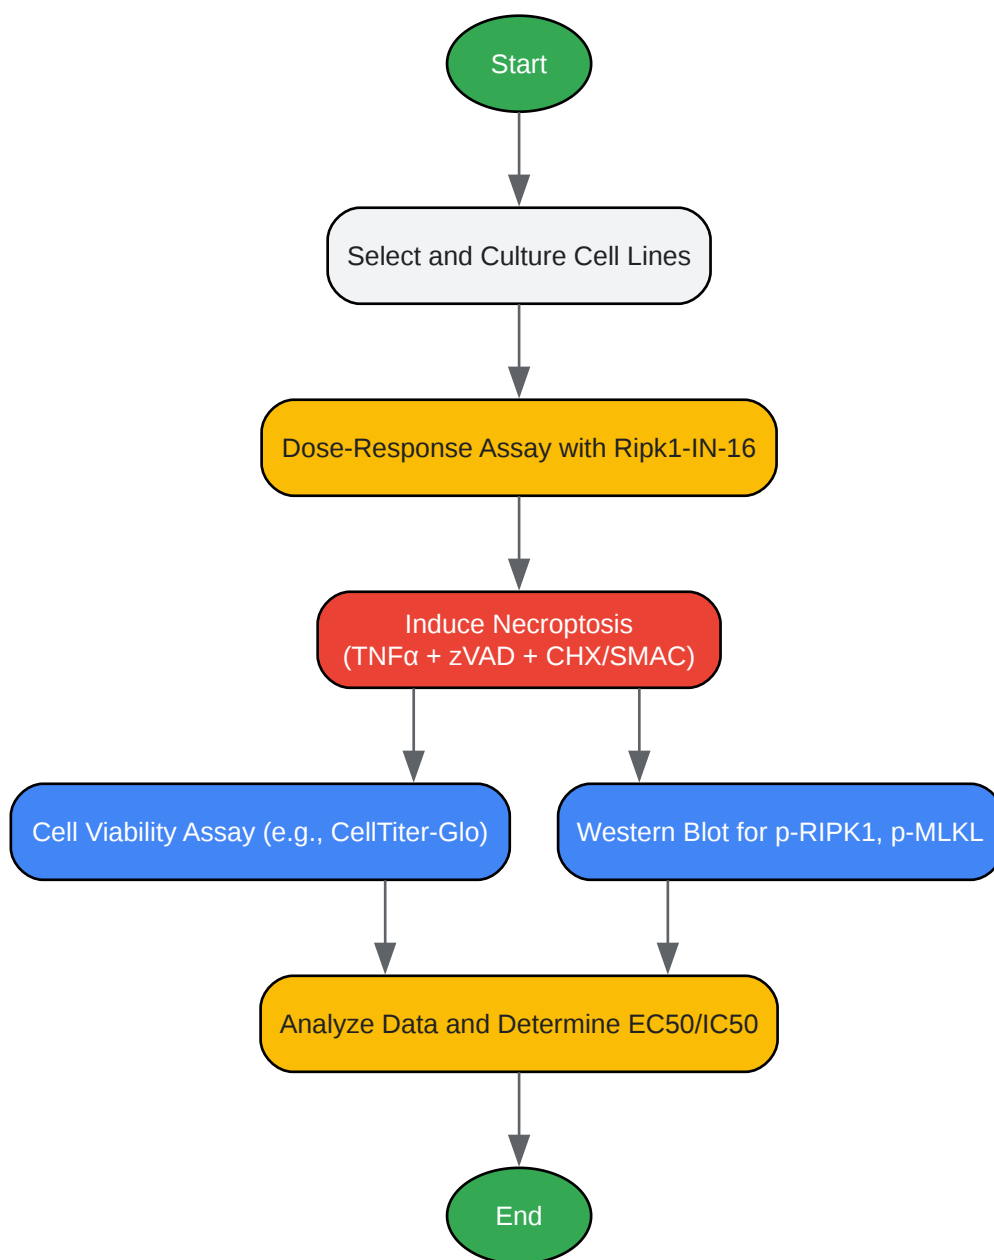 Start
Select and Culture Cell Lines
Dose-Response Assay with Ripk1-IN-16
Induce Necroptosis
(TNFα + zVAD + CHX/SMAC)
Cell Viability Assay (e.g., CellTiter-Glo)
Western Blot for p-RIPK1, p-MLKL
Analyze Data and Determine EC50/IC50
End